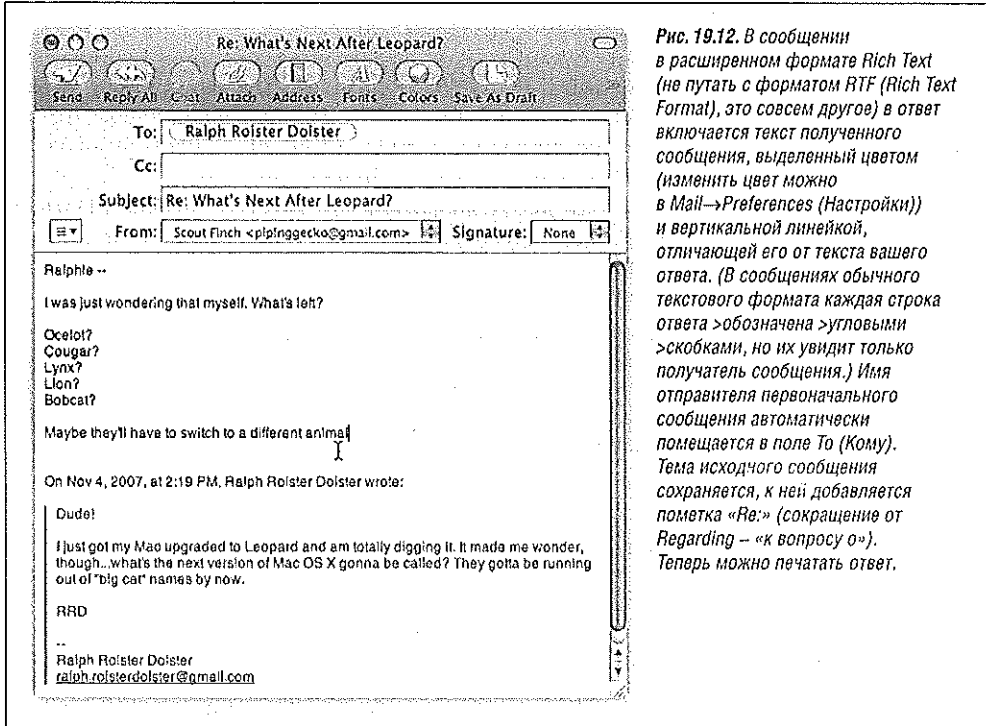 Re: What's Next After Leopard?
Send Reply All Chat Attach Address Fonts Colors Save As Draft
To: Ralph Roister Doister
Cc:
Subject: Re: What's Next After Leopard?
From: Scout Finch <pipinggecko@gmail.com> Signature: None
Ralphie --
I was just wondering that myself. What's left?
Ocelot?
Cougar?
Lynx?
Lion?
Bobcat?
Maybe they'll have to switch to a different animal
On Nov 4, 2007, at 2:19 PM, Ralph Roister Doister wrote:
Dude!
I just got my Mac upgraded to Leopard and am totally digging it. It made me wonder,
though...what's the next version of Mac OS X gonna be called? They gotta be running
out of "big cat" names by now.
RRD
--
Ralph Roister Doister
ralph.roisterdoister@gmail.com
Рис. 19.12. В сообщении
в расширенном формате Rich Text
(не путать с форматом RTF (Rich Text
Format), это совсем другое) в ответ
включается текст полученного
сообщения, выделенный цветом
(изменить цвет можно
в Mail→Preferences (Настройки))
и вертикальной линейкой,
отличающей его от текста вашего
ответа. (В сообщениях обычного
текстового формата каждая строка
ответа >обозначена >угловыми
>скобками, но их увидит только
получатель сообщения.) Имя
отправителя первоначального
сообщения автоматически
помещается в поле To (Кому).
Тема исходного сообщения
сохраняется, к ней добавляется
пометка «Re:» (сокращение от
Regarding – «к вопросу о»).
Теперь можно печатать ответ.